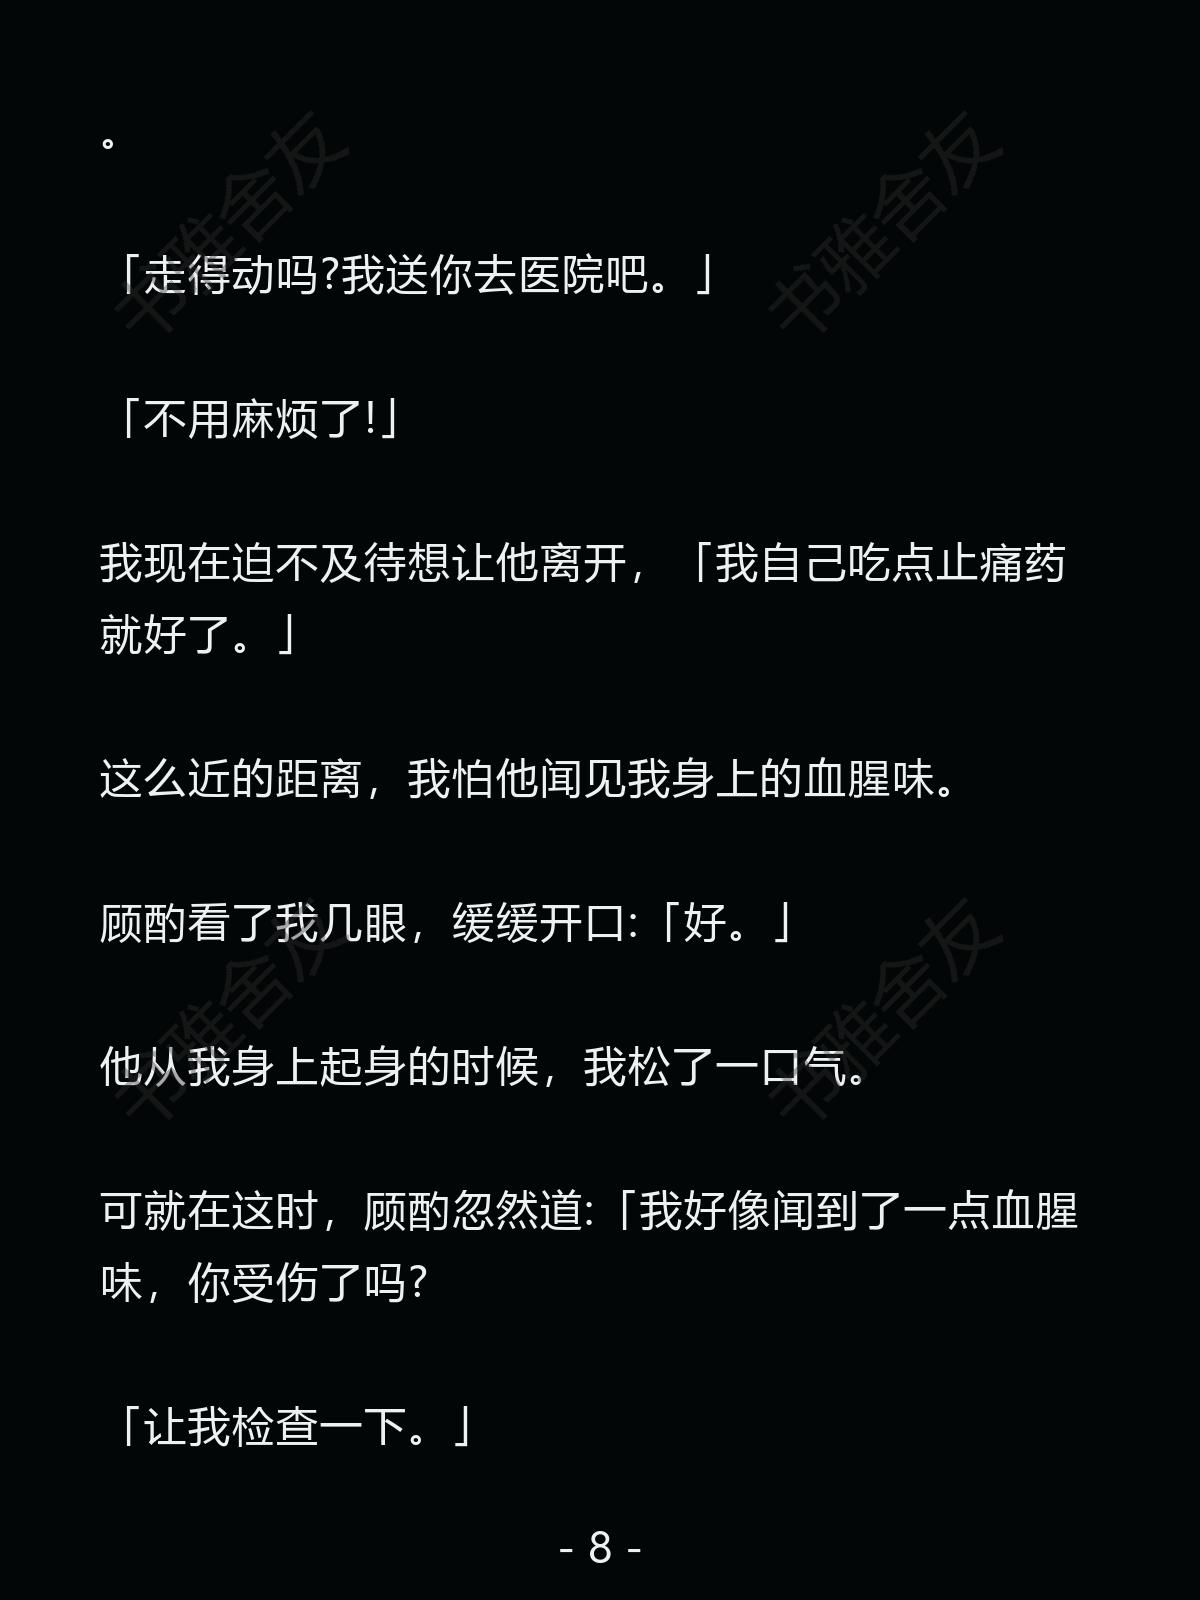 。
「走得动吗?我送你去医院吧。」
「不用麻烦了!」
我现在迫不及待想让他离开，「我自己吃点止痛药
就好了。」
这么近的距离，我怕他闻见我身上的血腥味。
顾酌看了我几眼，缓缓开口:「好。」
他从我身上起身的时候，我松了一口气。
可就在这时，顾酌忽然道:「我好像闻到了一点血腥
味，你受伤了吗?
「让我检查一下。」
- 8 -
书雅舍友
书雅舍友
书雅舍友
书雅舍友